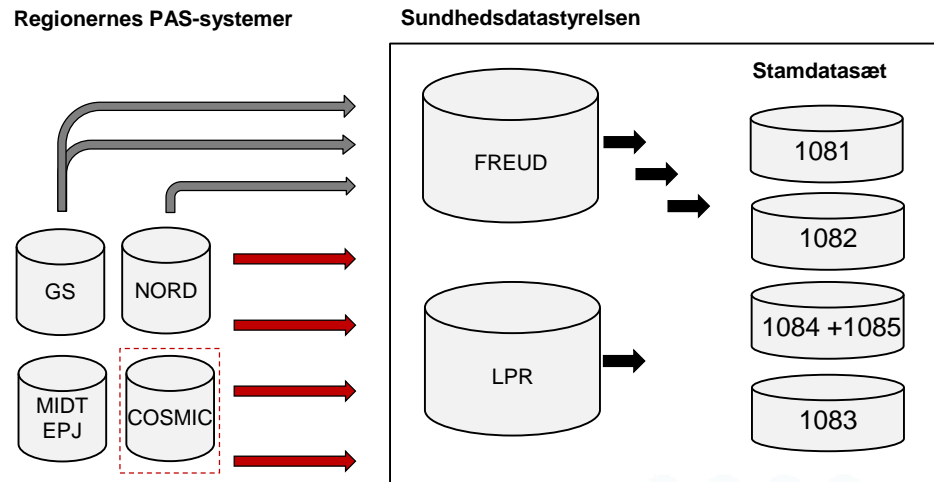 Regionernes PAS-systemer
Sundhedsdatastyrelsen
Stamdatasæt
FREUD
1081
1082
GS
NORD
LPR
1084 +1085
MIDT
EPJ
COSMIC
1083